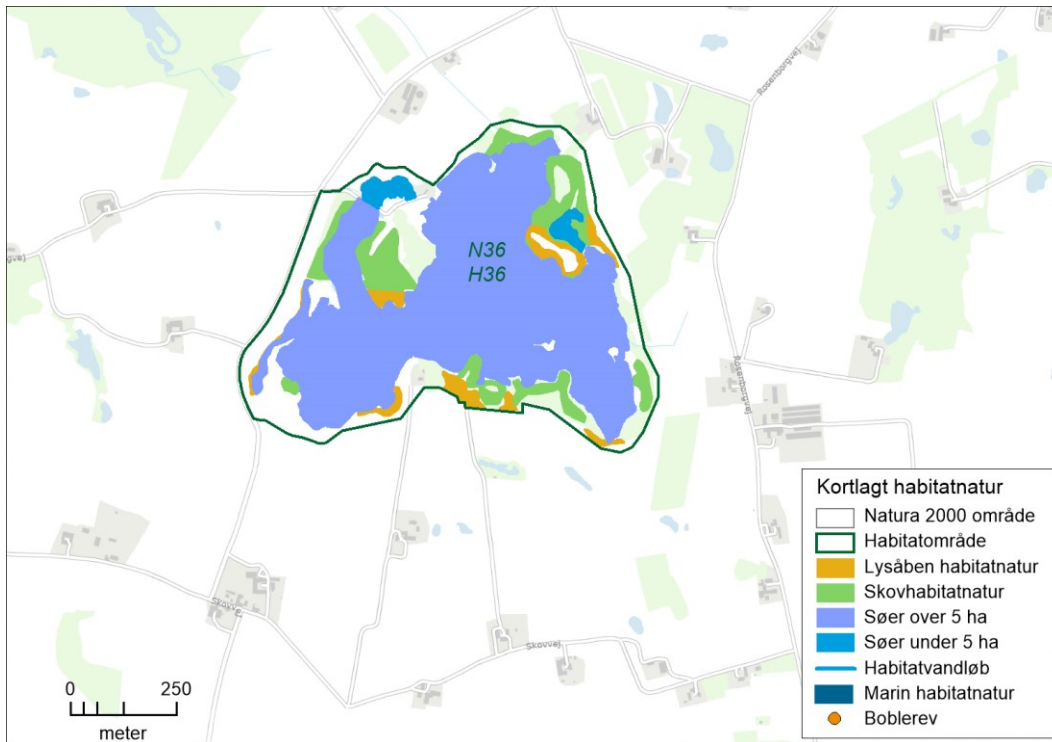 Rosenborgvej
N36
H36
Rosenborgvej
Skovvej
Skovvej
Kortlagt habitatnatur
Natura 2000 område
Habitatområde
Lysåben habitatnatur
Skovhabitatnatur
Søer over 5 ha
Søer under 5 ha
Habitatvandløb
Marin habitatnatur
Boblerev
0 250
meter